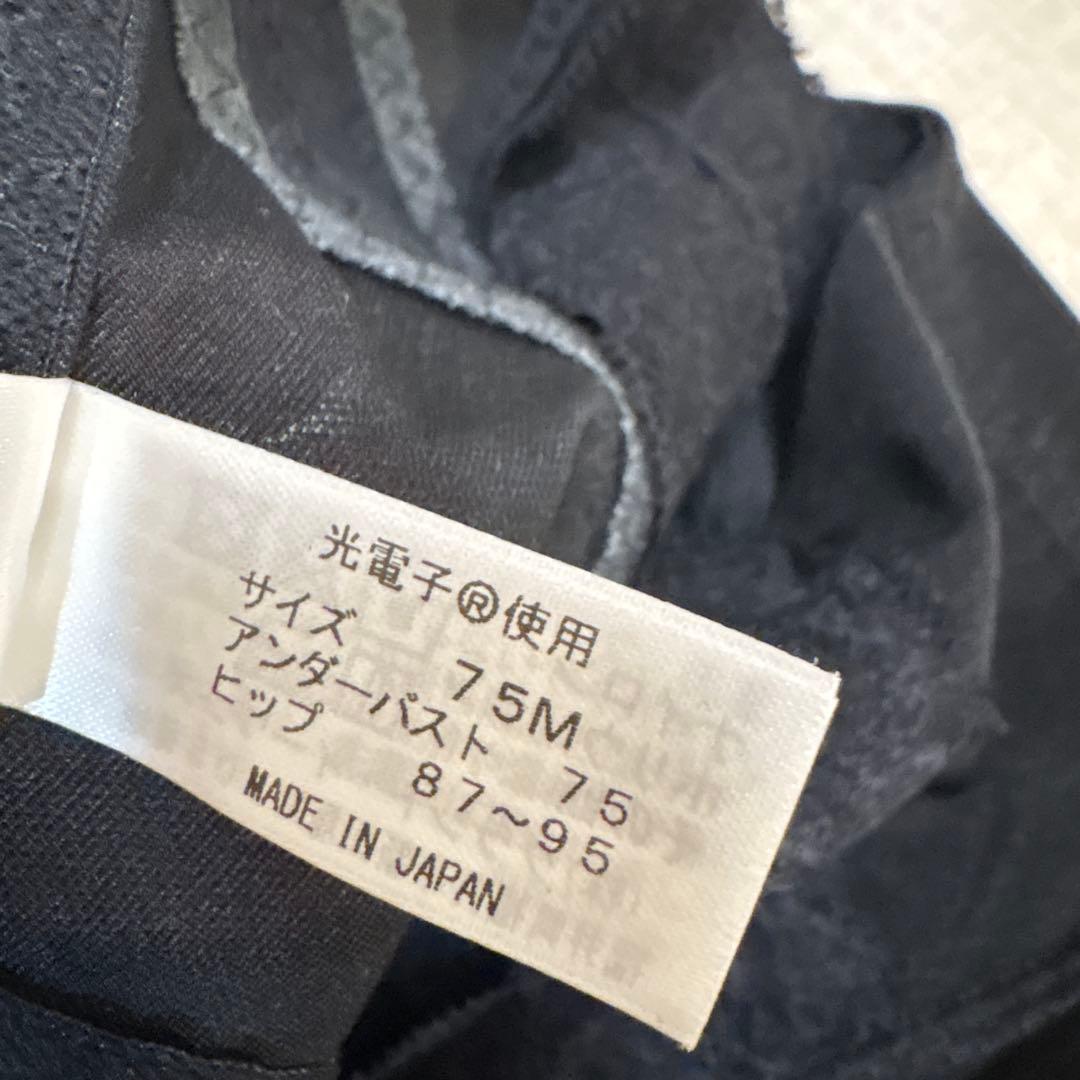 光電子®使用
サイズ 75M
アンダーバスト 75
ヒップ 87～95
MADE IN JAPAN